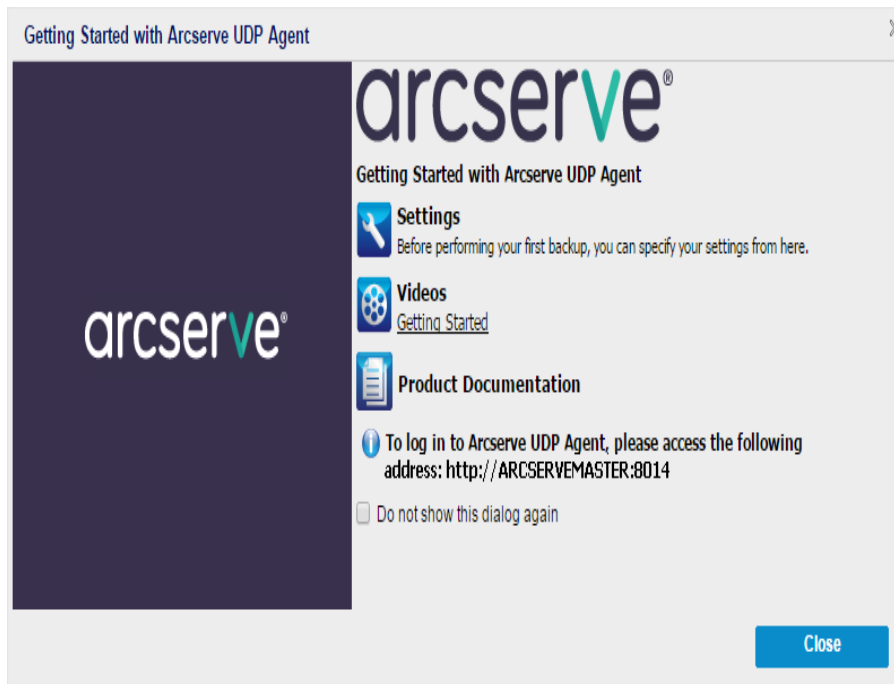 Getting Started with Arcserve UDP Agent
arcserve®
arcserve®
Getting Started with Arcserve UDP Agent
Settings
Before performing your first backup, you can specify your settings from here.
Videos
Getting Started
Product Documentation
To log in to Arcserve UDP Agent, please access the following
address: http://ARCSERVEMASTER:8014
Do not show this dialog again
Close